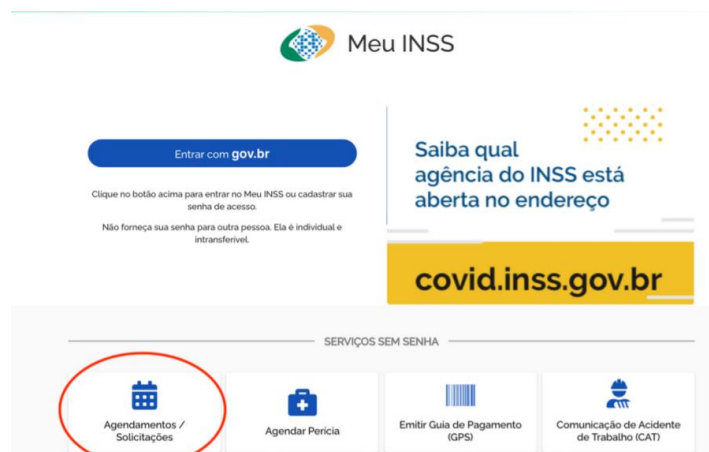 Meu INSS
Entrar com gov.br
Clique no botão acima para entrar no Meu INSS ou cadastrar sua
senha de acesso.
Não forneça sua senha para outra pessoa. Ela é individual e
intransferível.
Saiba qual
agência do INSS está
aberta no endereço
covid.inss.gov.br
SERVIÇOS SEM SENHA
Agendamentos /
Solicitações
Agendar Perícia
Emitir Guia de Pagamento
(GPS)
Comunicação de Acidente
de Trabalho (CAT)